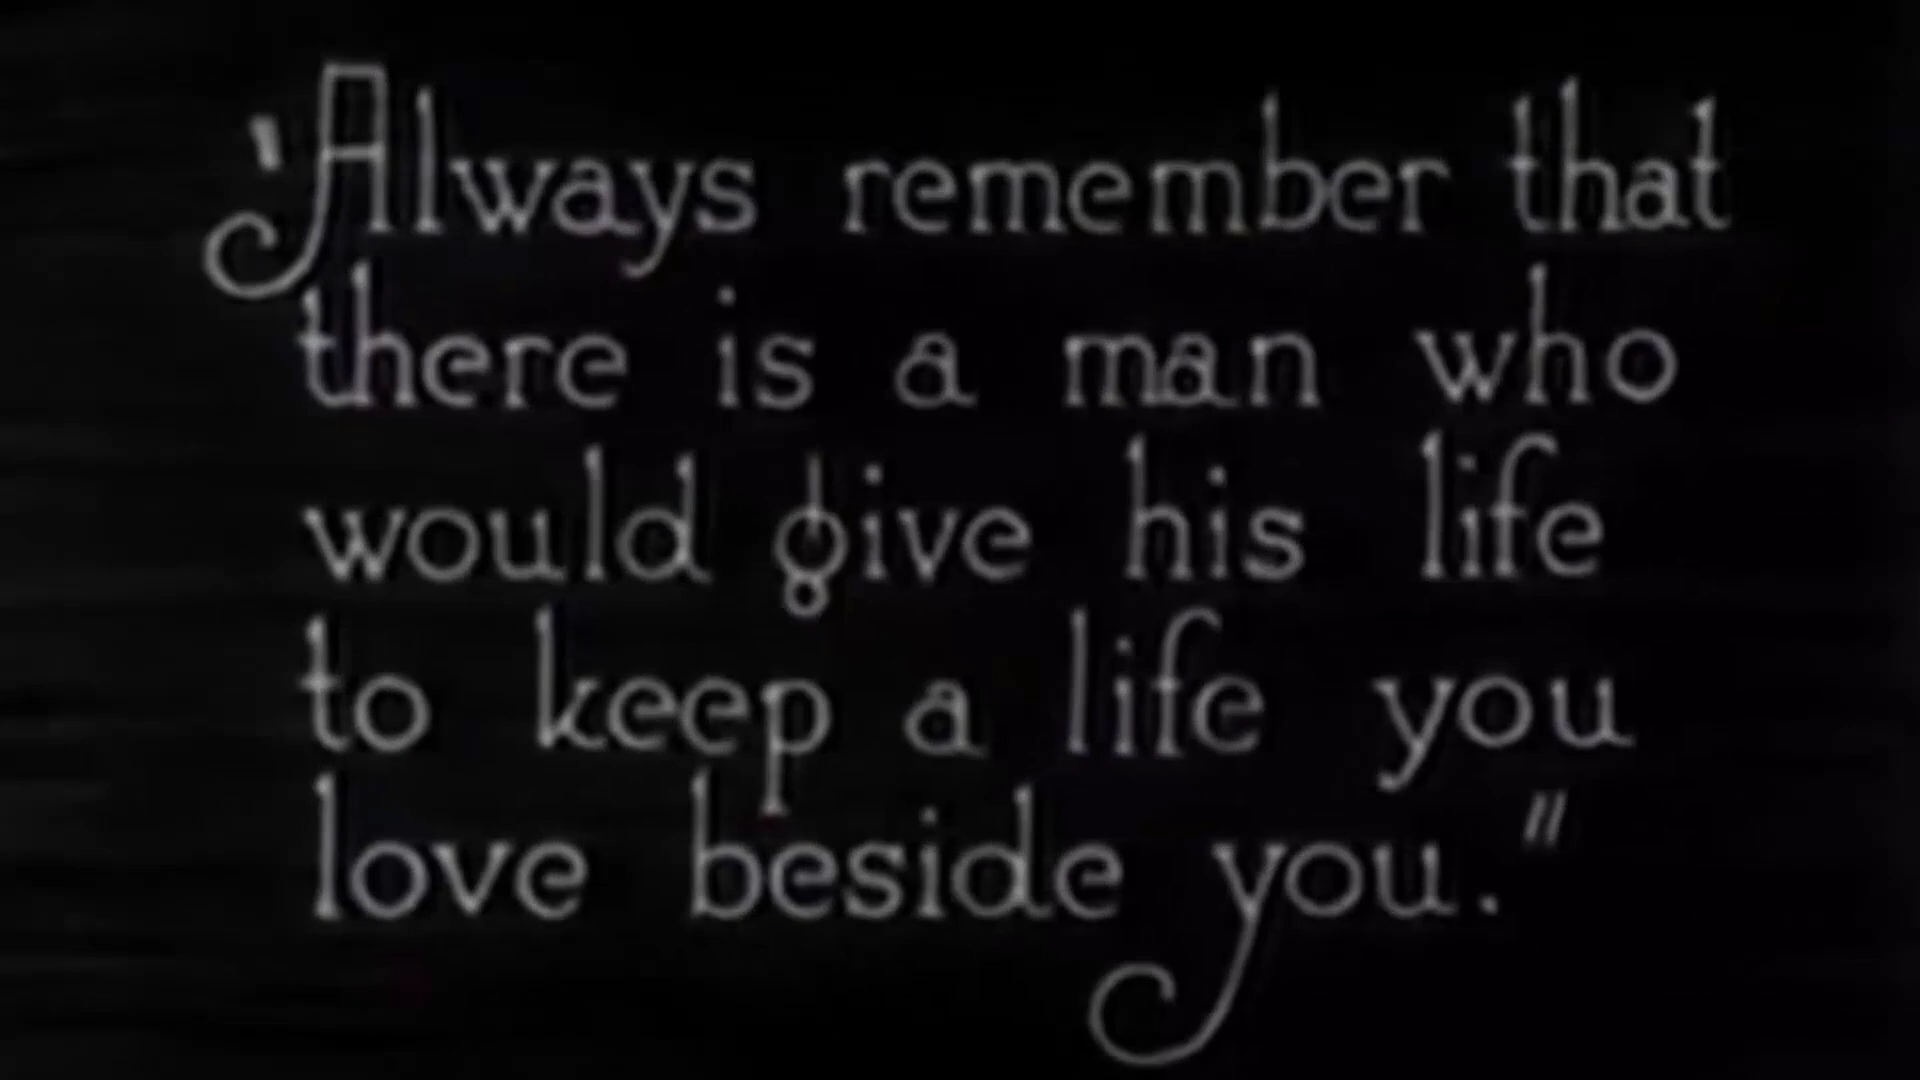 'Always remember that
there is a man who
would give his life
to keep a life you
love beside you."